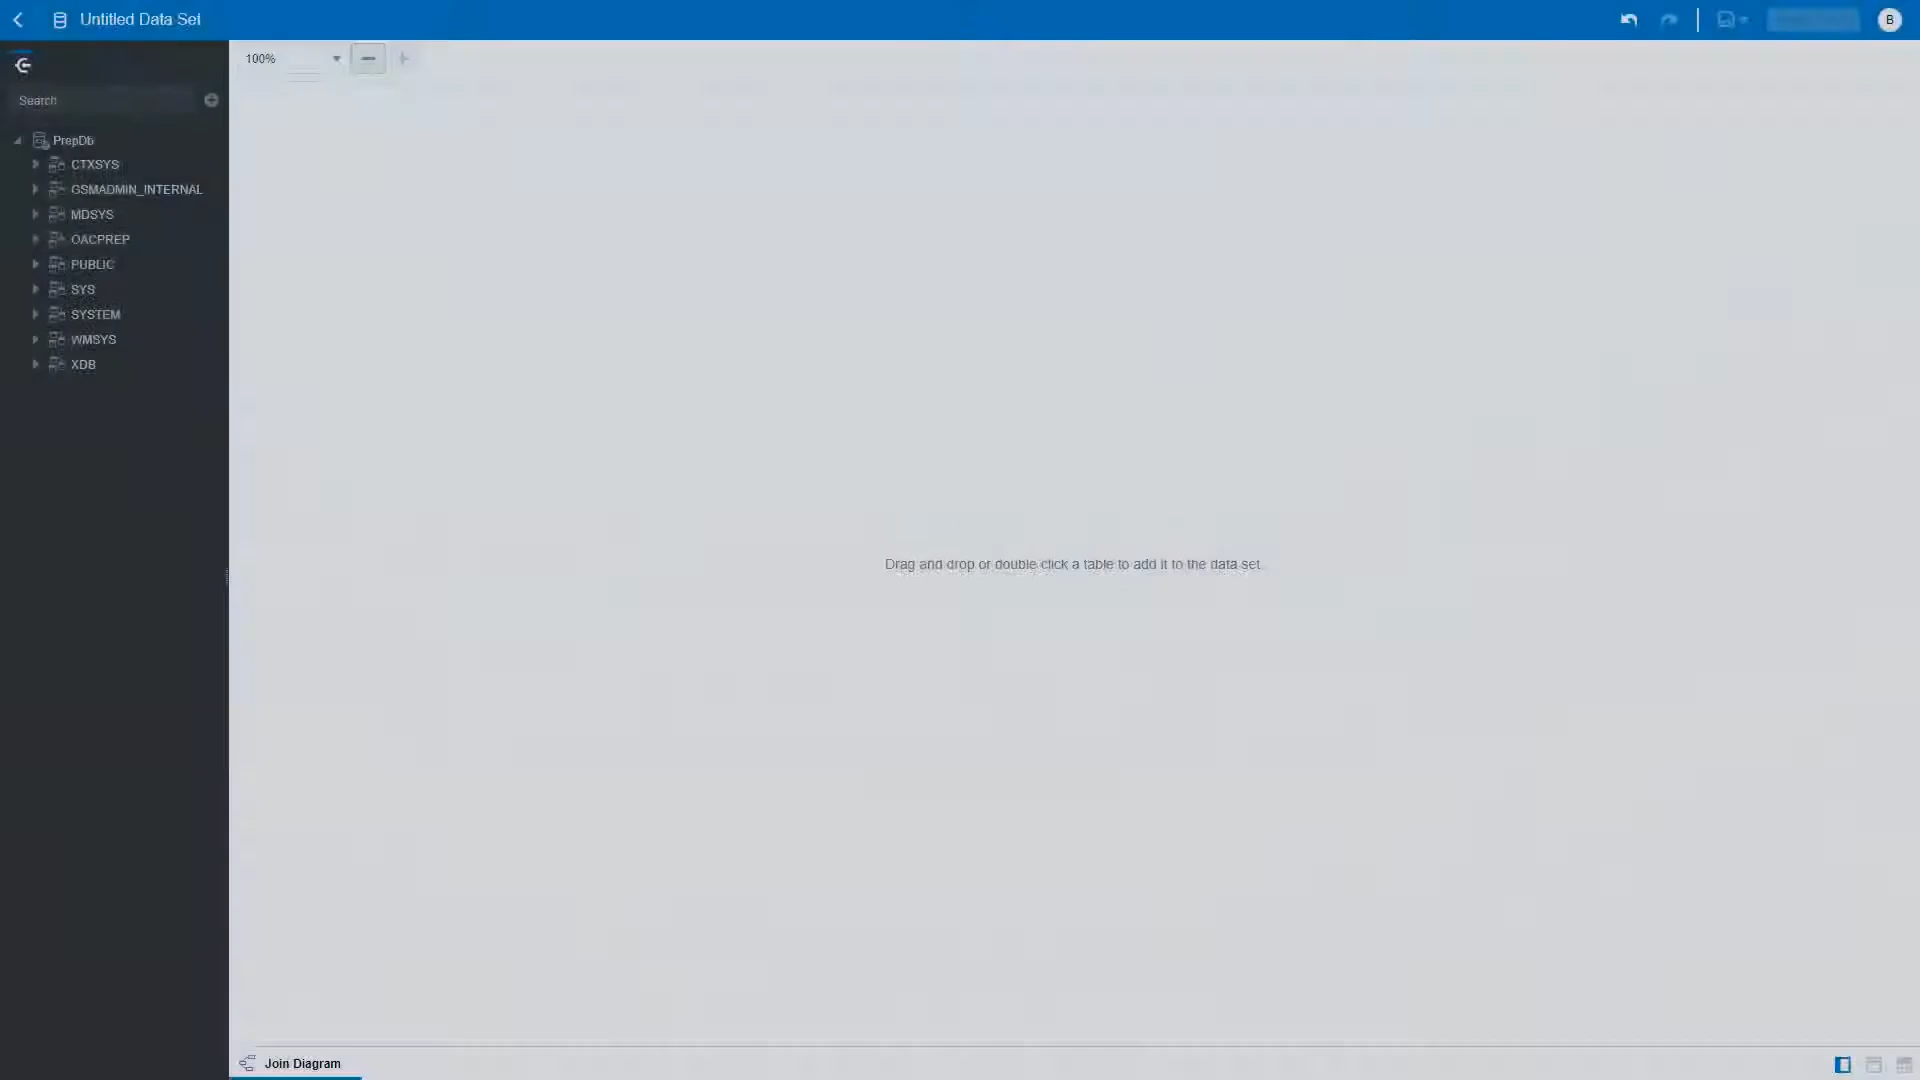 Untitled Data Set
B
100%
Search
PrepDb
CTXSYS
GSMADMIN_INTERNAL
MDSYS
OACPREP
PUBLIC
SYS
SYSTEM
WMSYS
XDB
Drag and drop or double click a table to add it to the data set.
Join Diagram